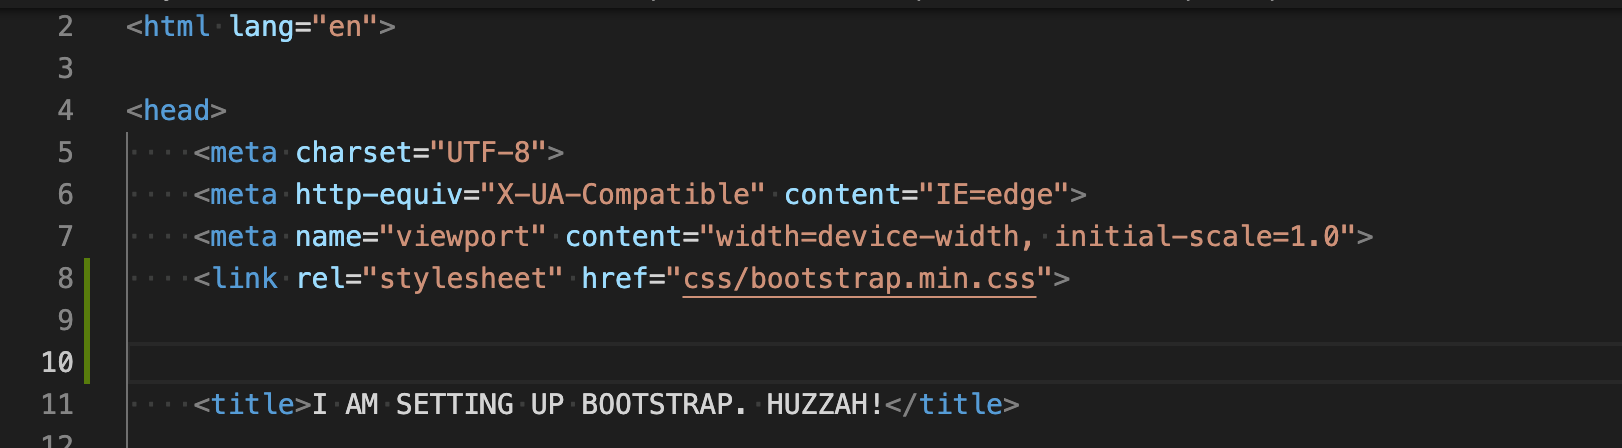 2 <html lang="en">
3
4 <head>
5 <meta charset="UTF-8">
6 <meta http-equiv="X-UA-Compatible" content="IE=edge">
7 <meta name="viewport" content="width=device-width, initial-scale=1.0">
8 <link rel="stylesheet" href="css/bootstrap.min.css">
9
10
11 <title>I AM SETTING UP BOOTSTRAP. HUZZAH!</title>
12